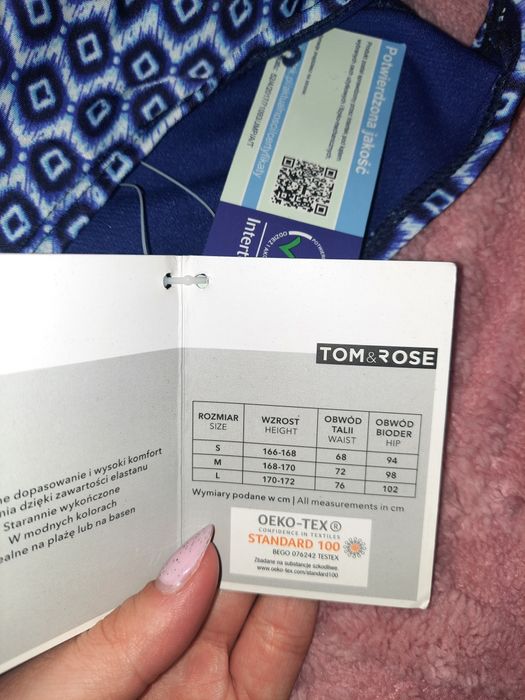 Potwierdzona jakość
Intert
TOM&ROSE
ROZMIAR SIZE WZROST HEIGHT OBWÓD TALII WAIST OBWÓD BIODER HIP
S 166-168 68 94
M 168-170 72 98
L 170-172 76 102
Wymiary podane w cm | All measurements in cm
OEKO-TEX®
CONFIDENCE IN TEXTILES
STANDARD 100
BEGO 076242 TESTEX
Zbadane na substancje szkodliwe.
www.oeko-tex.com/standard100
ne dopasowanie i wysoki komfort
nia dzięki zawartości elastanu
Starannie wykończone
W modnych kolorach
ealne na plażę lub na basen